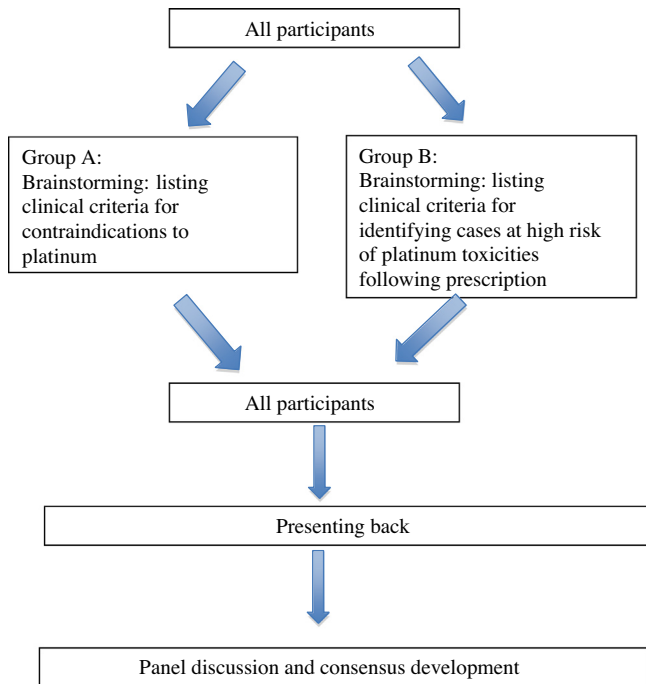 All participants
Group A:
Brainstorming: listing
clinical criteria for
contraindications to
platinum
Group B:
Brainstorming: listing
clinical criteria for
identifying cases at high risk
of platinum toxicities
following prescription
All participants
Presenting back
Panel discussion and consensus development